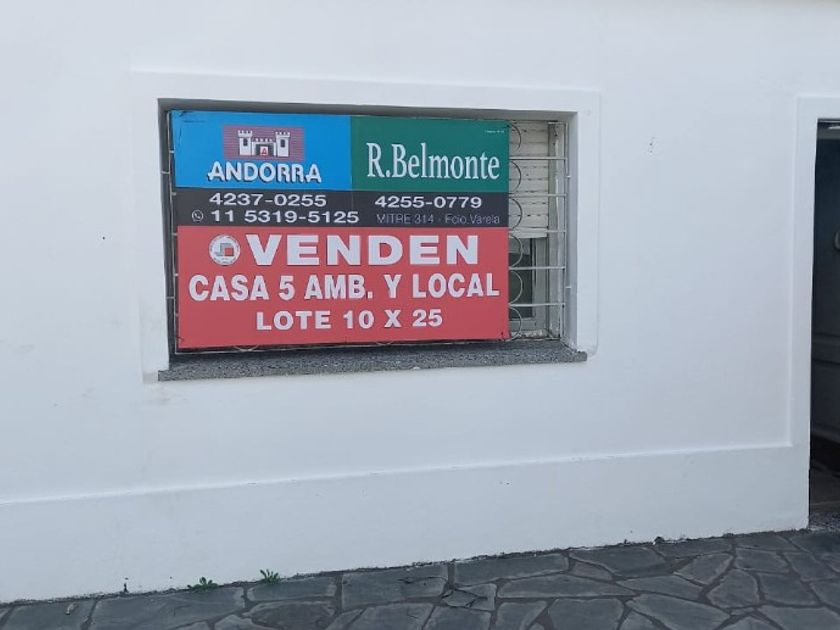 ANDORRA
R.Belmonte
4237-0255
4255-0779
11 5319-5125
MITRE 314 - Fcio.Varela
VENDEN
CASA 5 AMB. Y LOCAL
LOTE 10 X 25